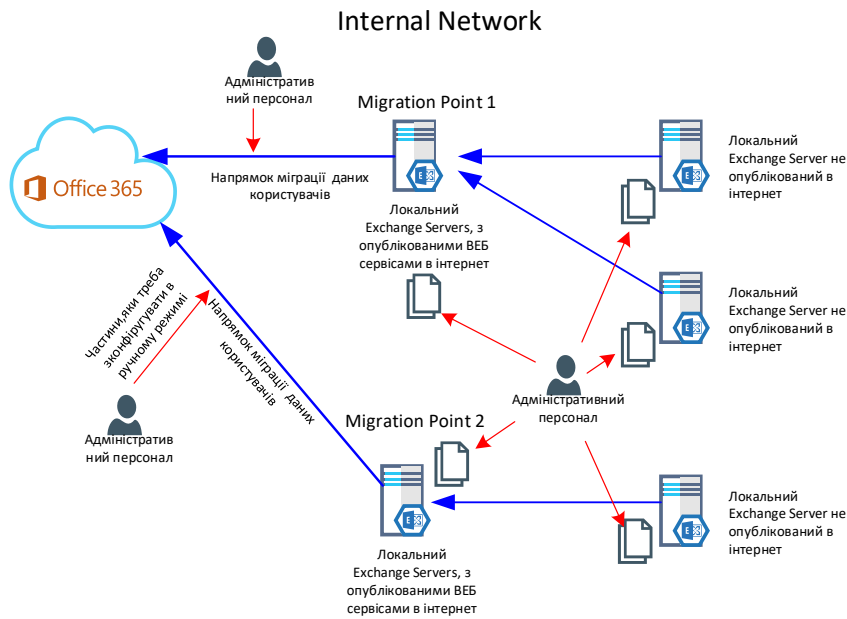 Internal Network
Адміністратив
ний персонал
Migration Point 1
Office 365
Напрямок міграції даних
користувачів
Локальний
Exchange Servers, з
опублікованими ВЕБ
сервісами в інтернет
Локальний
Exchange Server не
опублікований в
інтернет
Локальний
Exchange Server не
опублікований в
інтернет
Частини,яки треба
зконфіругувати в
ручному режимі
Напрямок міграції даних
користувачів
Адміністратив
ний персонал
Адміністративний
персонал
Migration Point 2
Локальний
Exchange Servers, з
опублікованими ВЕБ
сервісами в інтернет
Локальний
Exchange Server не
опублікований в
інтернет